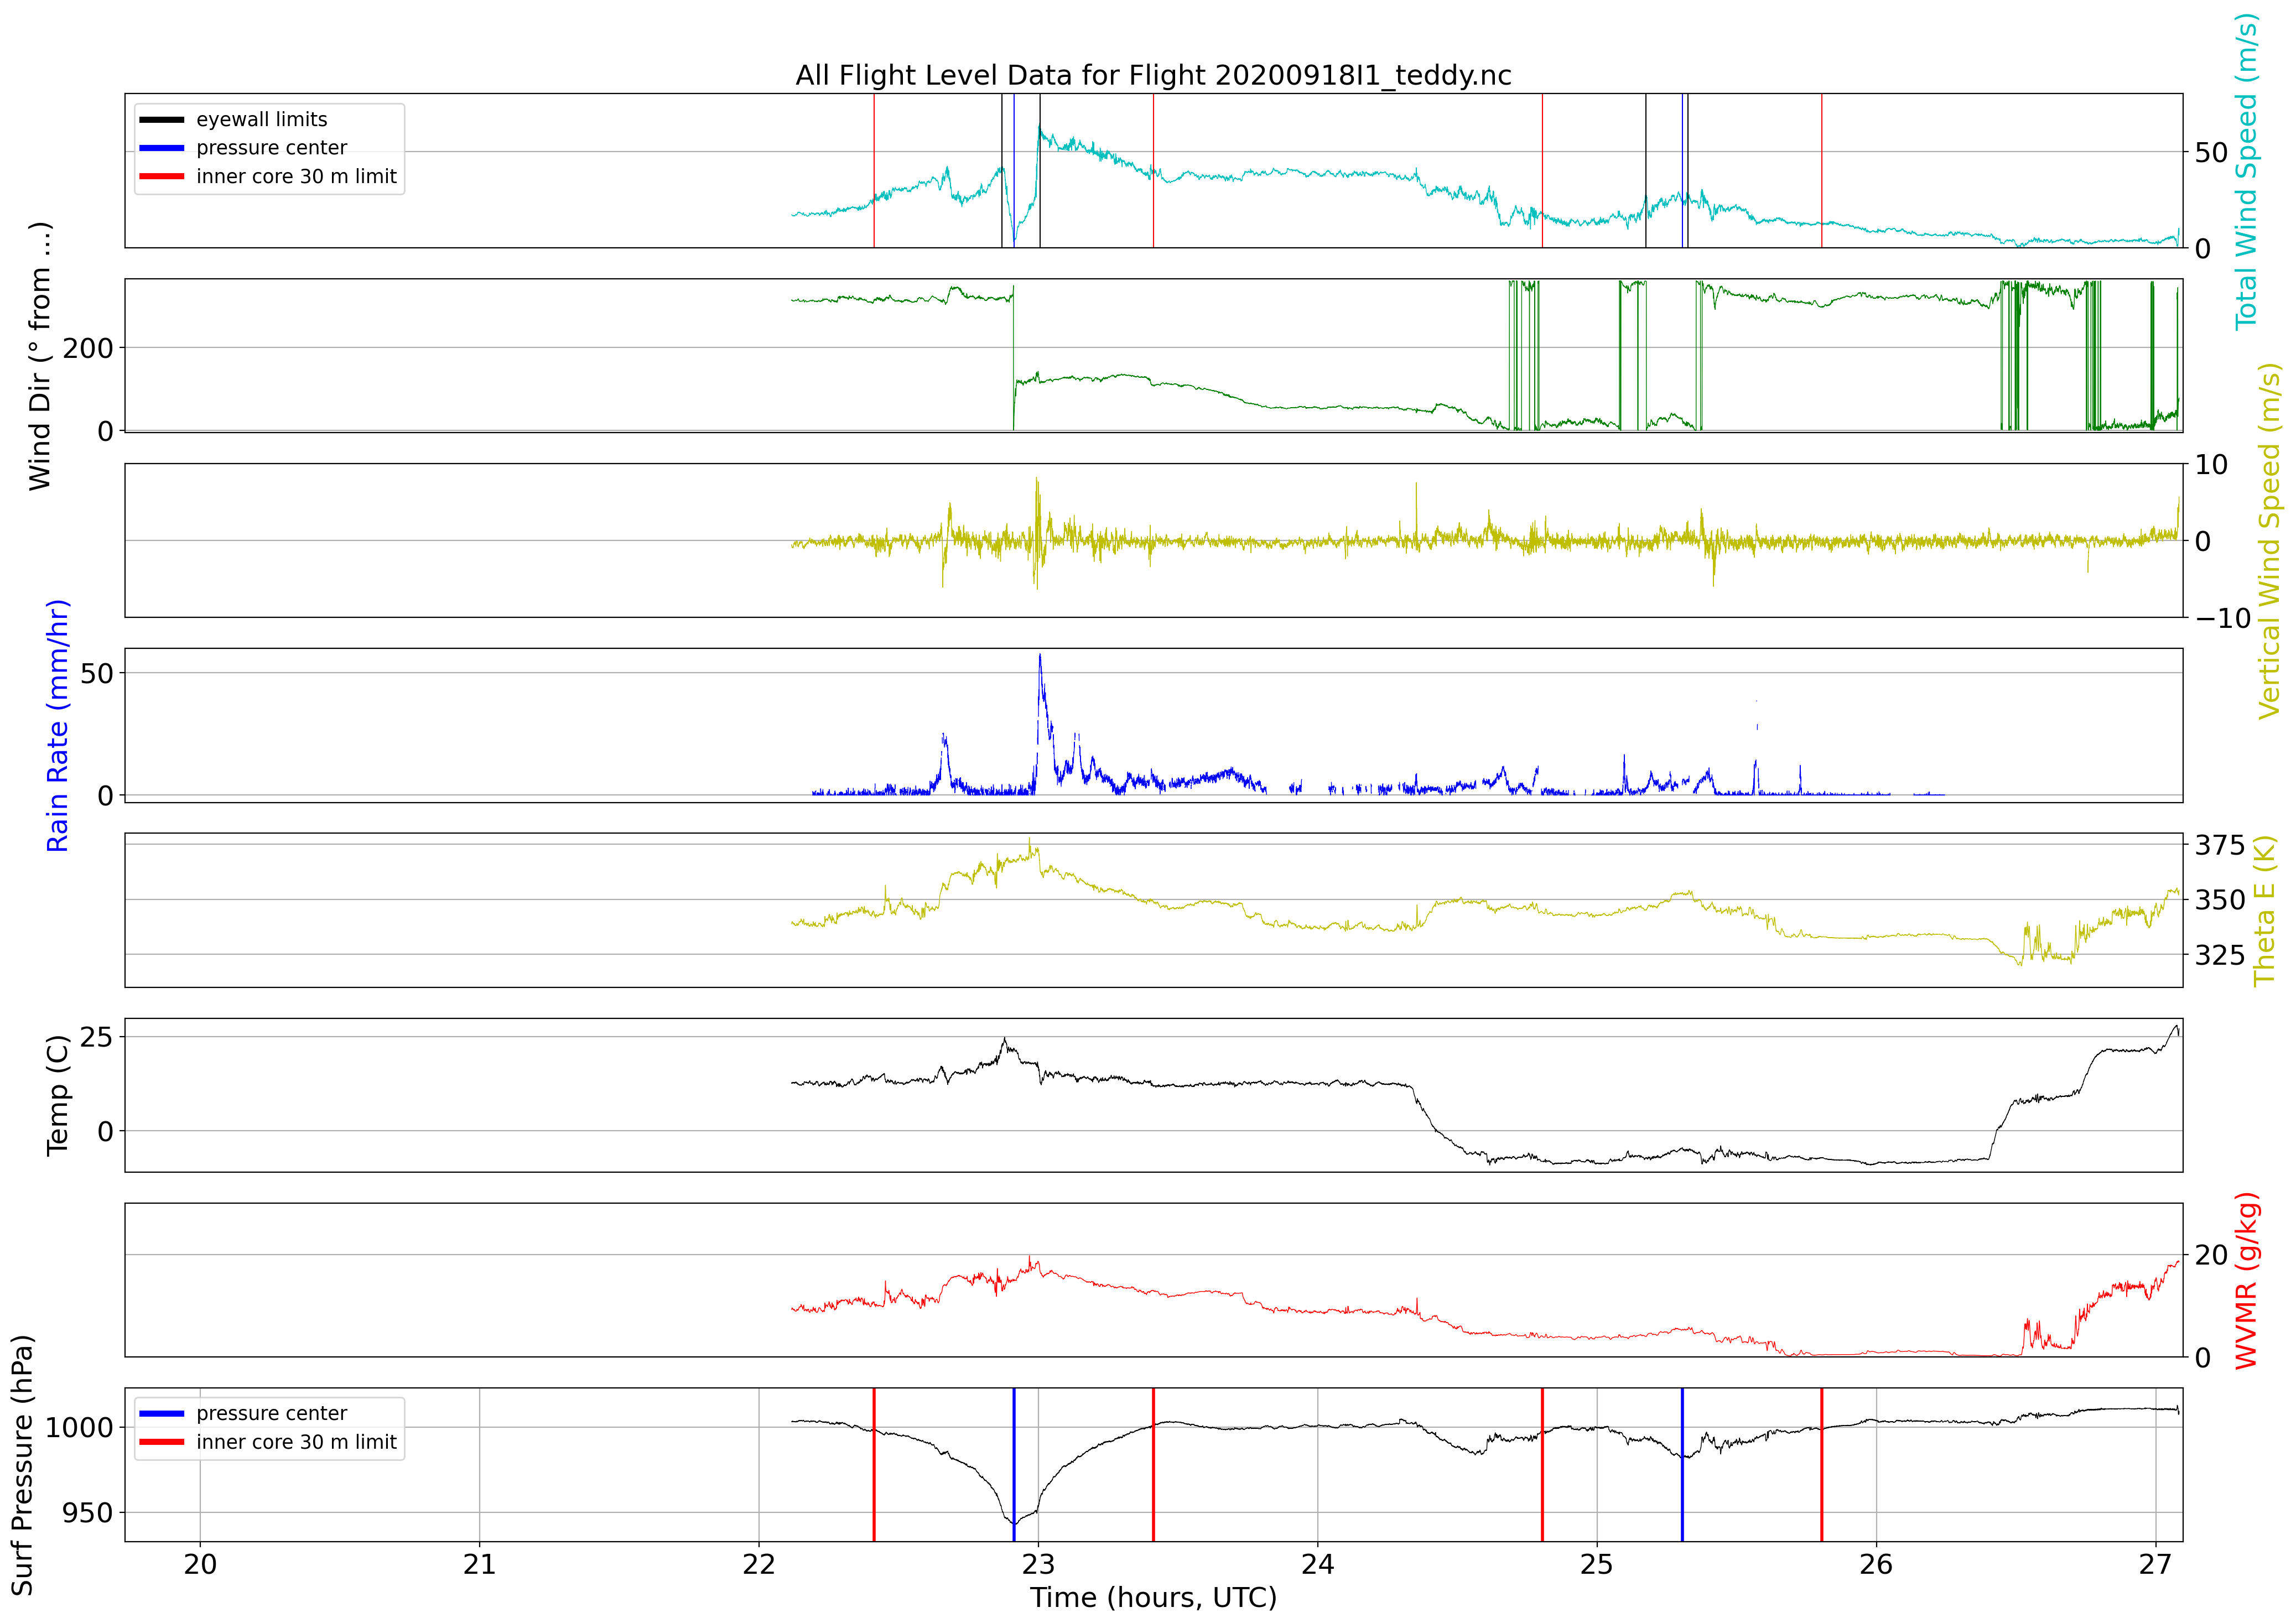 All Flight Level Data for Flight 20200918I1_teddy.nc
eyewall limits
pressure center
inner core 30 m limit
50
0
Total Wind Speed (m/s)
Wind Dir (° from ...)
200
0
10
0
−10
Vertical Wind Speed (m/s)
Rain Rate (mm/hr)
50
0
375
350
325
Theta E (K)
Temp (C)
25
0
20
0
WVMR (g/kg)
Surf Pressure (hPa)
1000
950
pressure center
inner core 30 m limit
20 21 22 23 24 25 26 27
Time (hours, UTC)